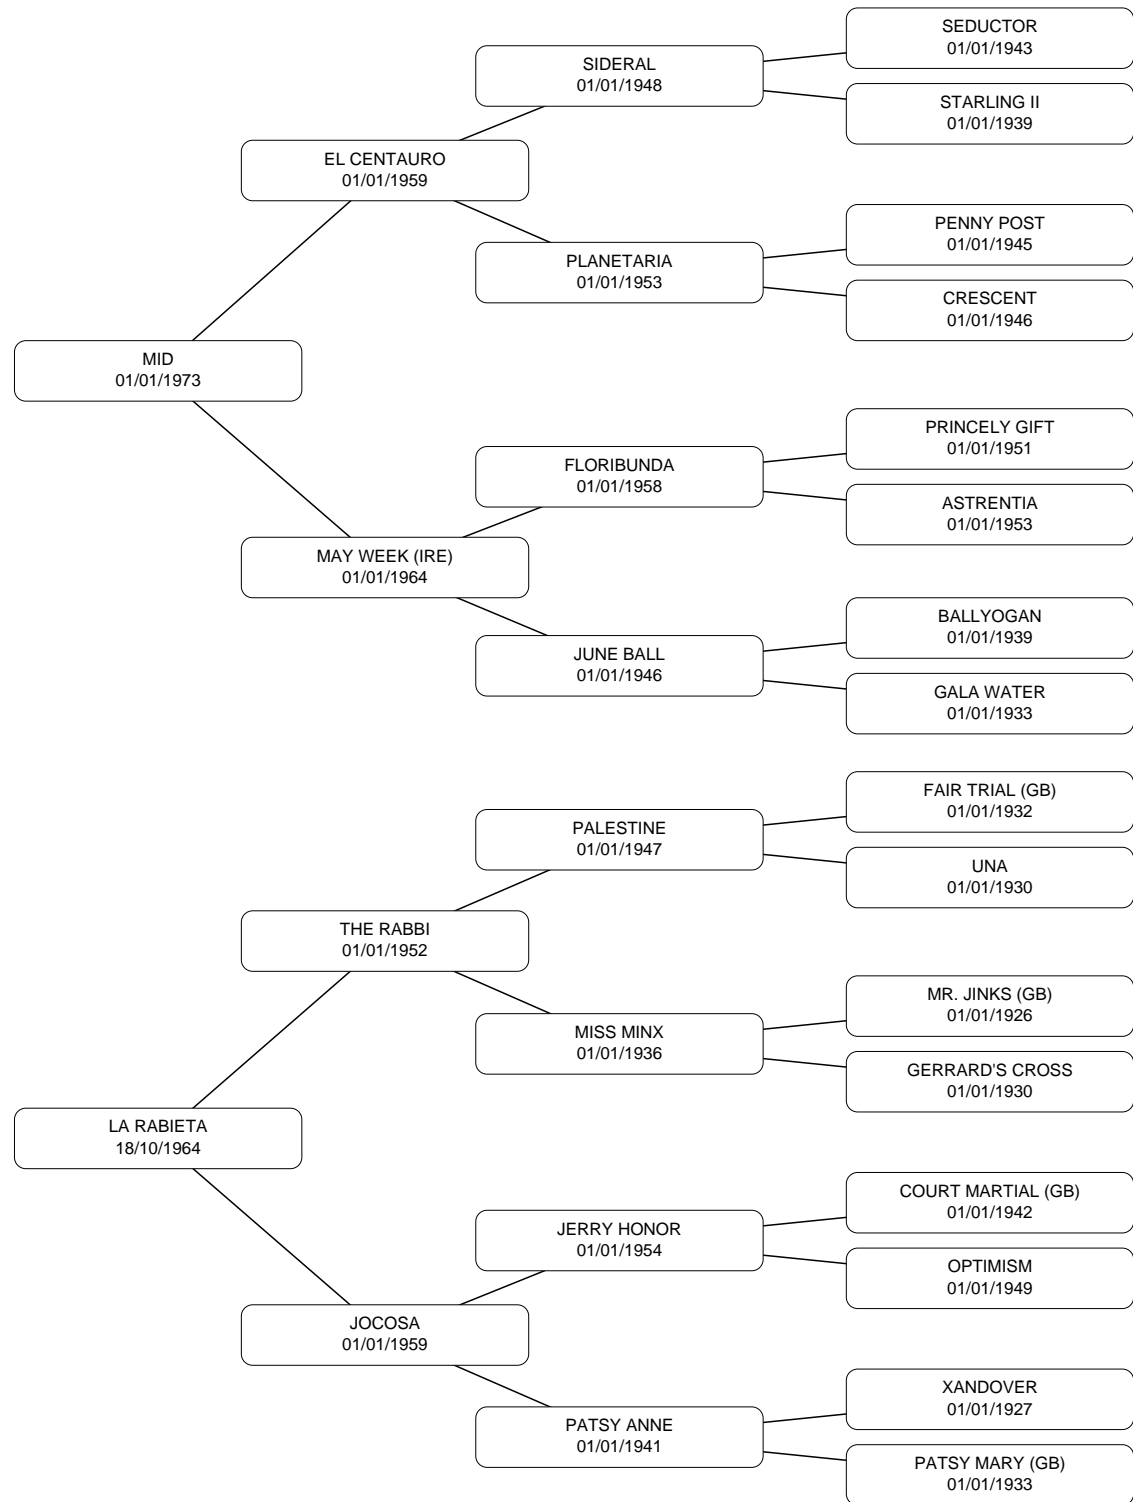 SEDUCTOR
01/01/1943
SIDERAL
01/01/1948
STARLING II
01/01/1939
EL CENTAURO
01/01/1959
PENNY POST
01/01/1945
PLANETARIA
01/01/1953
CRESCENT
01/01/1946
MID
01/01/1973
PRINCELY GIFT
01/01/1951
FLORIBUNDA
01/01/1958
ASTRENTIA
01/01/1953
MAY WEEK (IRE)
01/01/1964
BALLYOGAN
01/01/1939
JUNE BALL
01/01/1946
GALA WATER
01/01/1933
FAIR TRIAL (GB)
01/01/1932
PALESTINE
01/01/1947
UNA
01/01/1930
THE RABBI
01/01/1952
MR. JINKS (GB)
01/01/1926
MISS MINX
01/01/1936
GERRARD'S CROSS
01/01/1930
LA RABIETA
18/10/1964
COURT MARTIAL (GB)
01/01/1942
JERRY HONOR
01/01/1954
OPTIMISM
01/01/1949
JOCOSA
01/01/1959
XANDOVER
01/01/1927
PATSY ANNE
01/01/1941
PATSY MARY (GB)
01/01/1933